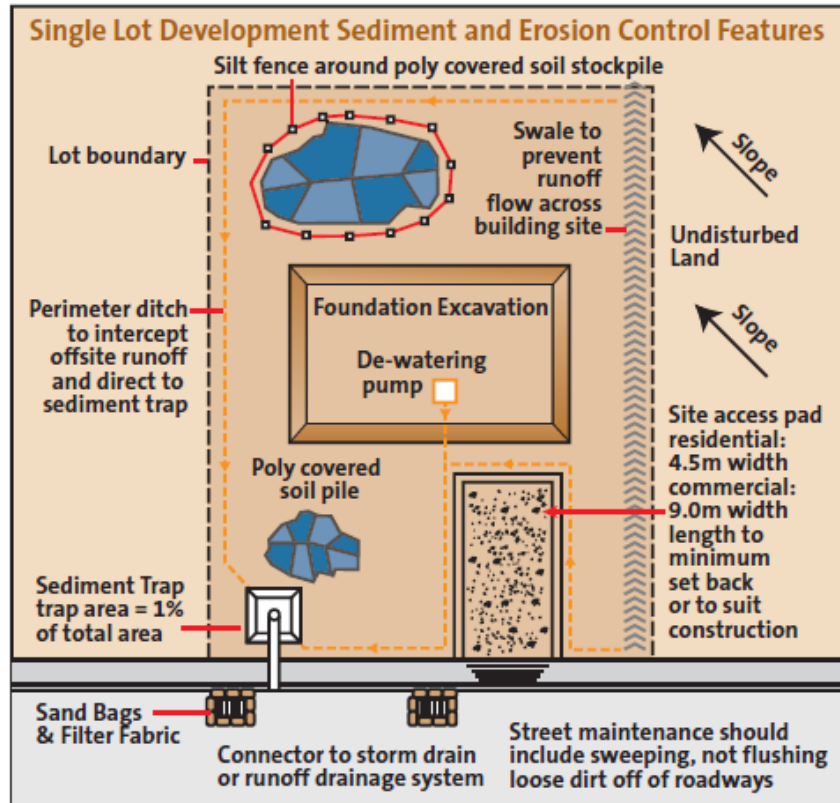 Single Lot Development Sediment and Erosion Control Features
Silt fence around poly covered soil stockpile
Lot boundary
Swale to
prevent
runoff
flow across
building site
Slope
Undisturbed
Land
Perimeter ditch
to intercept
offsite runoff
and direct to
sediment trap
Foundation Excavation
De-watering
pump
Slope
Site access pad
residential:
4.5m width
commercial:
9.0m width
length to
minimum
set back
or to suit
construction
Poly covered
soil pile
Sediment Trap
trap area = 1%
of total area
Sand Bags
& Filter Fabric
Connector to storm drain
or runoff drainage system
Street maintenance should
include sweeping, not flushing
loose dirt off of roadways